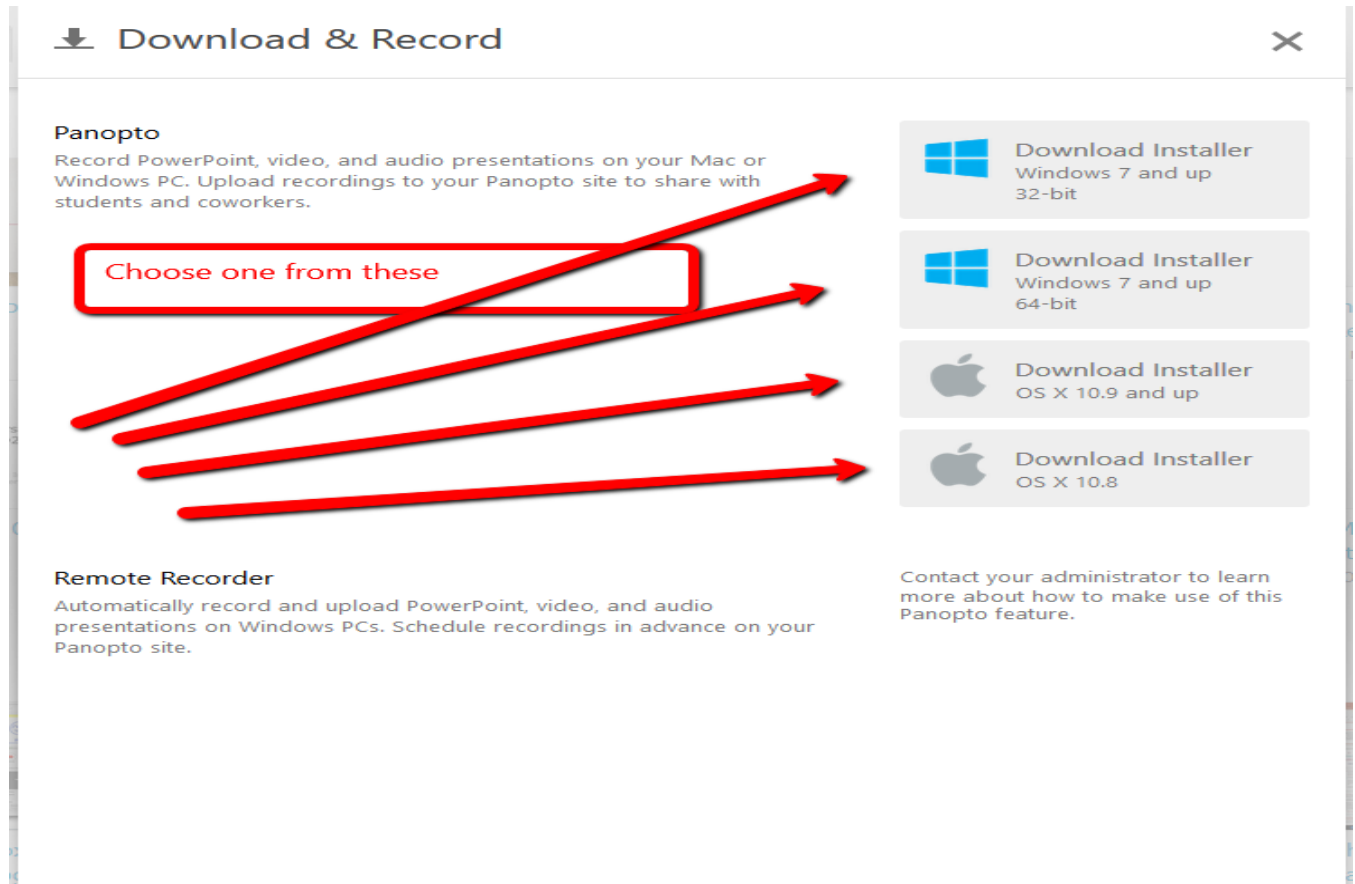 Download & Record
Panopto
Record PowerPoint, video, and audio presentations on your Mac or
Windows PC. Upload recordings to your Panopto site to share with
students and coworkers.
Choose one from these
Download Installer
Windows 7 and up
32-bit
Download Installer
Windows 7 and up
64-bit
Download Installer
OS X 10.9 and up
Download Installer
OS X 10.8
Remote Recorder
Automatically record and upload PowerPoint, video, and audio
presentations on Windows PCs. Schedule recordings in advance on your
Panopto site.
Contact your administrator to learn
more about how to make use of this
Panopto feature.